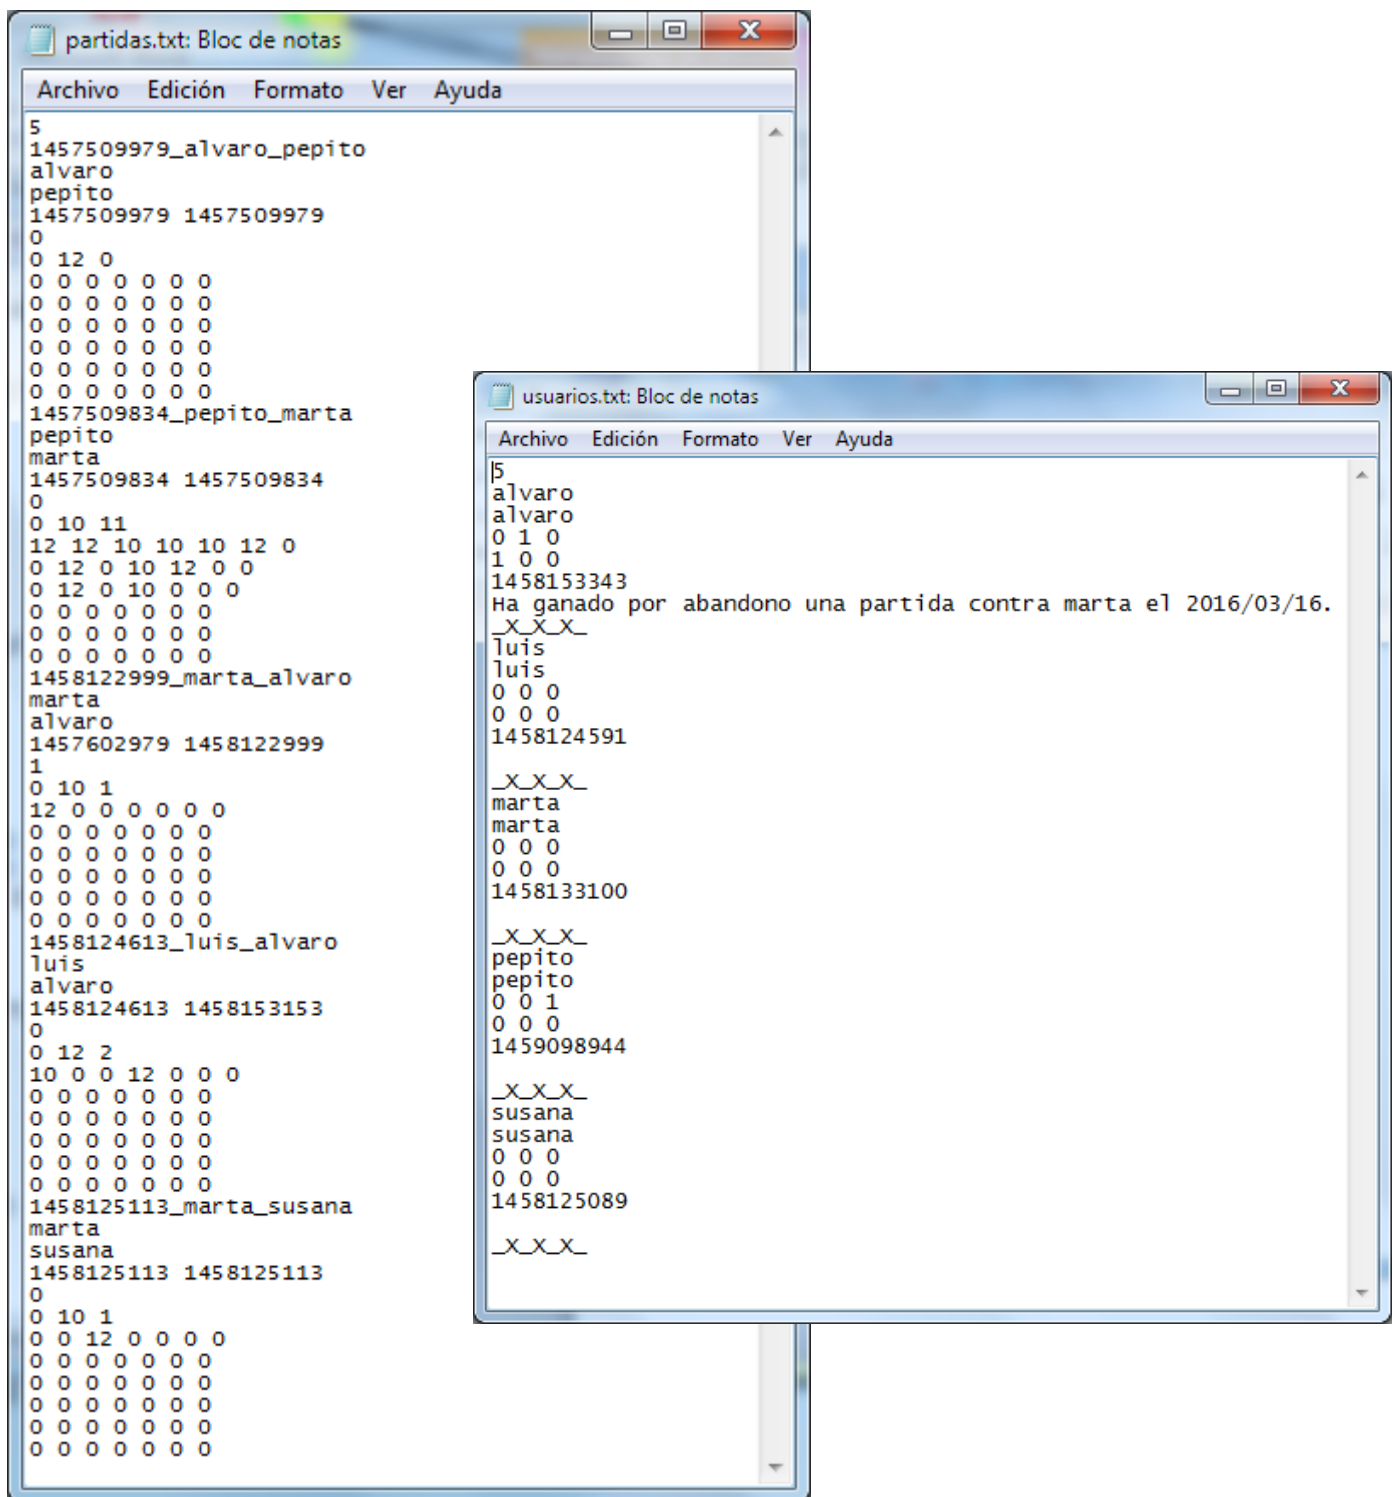 partidas.txt: Bloc de notas
Archivo Edición Formato Ver Ayuda
5
1457509979_alvaro_pepito
alvaro
pepito
1457509979 1457509979
0
0 12 0
0 0 0 0 0 0 0
0 0 0 0 0 0 0
0 0 0 0 0 0 0
0 0 0 0 0 0 0
0 0 0 0 0 0 0
0 0 0 0 0 0 0
1457509834_pepito_marta
pepito
marta
1457509834 1457509834
0
0 10 11
12 12 10 10 10 12 0
0 12 0 10 12 0 0
0 12 0 10 0 0 0
0 0 0 0 0 0 0
0 0 0 0 0 0 0
0 0 0 0 0 0 0
1458122999_marta_alvaro
marta
alvaro
1457602979 1458122999
1
0 10 1
12 0 0 0 0 0 0
0 0 0 0 0 0 0
0 0 0 0 0 0 0
0 0 0 0 0 0 0
0 0 0 0 0 0 0
0 0 0 0 0 0 0
1458124613_luis_alvaro
luis
alvaro
1458124613 1458153153
0
0 12 2
10 0 0 12 0 0 0
0 0 0 0 0 0 0
0 0 0 0 0 0 0
0 0 0 0 0 0 0
0 0 0 0 0 0 0
0 0 0 0 0 0 0
1458125113_marta_susana
marta
susana
1458125113 1458125113
0
0 10 1
0 0 12 0 0 0 0
0 0 0 0 0 0 0
0 0 0 0 0 0 0
0 0 0 0 0 0 0
0 0 0 0 0 0 0
0 0 0 0 0 0 0
usuarios.txt: Bloc de notas
Archivo Edición Formato Ver Ayuda
5
alvaro
alvaro
0 1 0
1 0 0
1458153343
Ha ganado por abandono una partida contra marta el 2016/03/16.
_X_X_X_
luis
luis
0 0 0
0 0 0
1458124591
_X_X_X_
marta
marta
0 0 0
0 0 0
1458133100
_X_X_X_
pepito
pepito
0 0 1
0 0 0
1459098944
_X_X_X_
susana
susana
0 0 0
0 0 0
1458125089
_X_X_X_